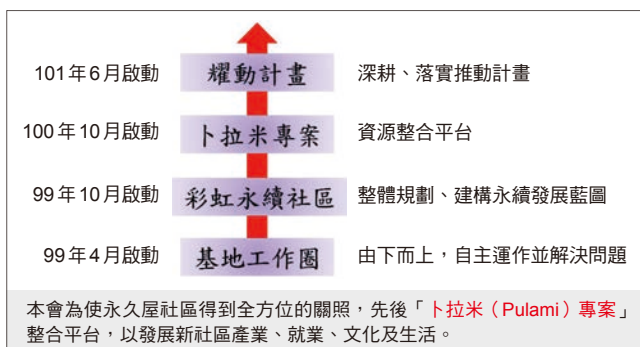 101年6月啟動 耀動計畫 深耕、落實推動計畫
100年10月啟動 卜拉米專案 資源整合平台
99年10月啟動 彩虹永續社區 整體規劃、建構永續發展藍圖
99年4月啟動 基地工作圈 由下而上，自主運作並解決問題
本會為使永久屋社區得到全方位的關照，先後「卜拉米（Pulami）專案」
整合平台，以發展新社區產業、就業、文化及生活。